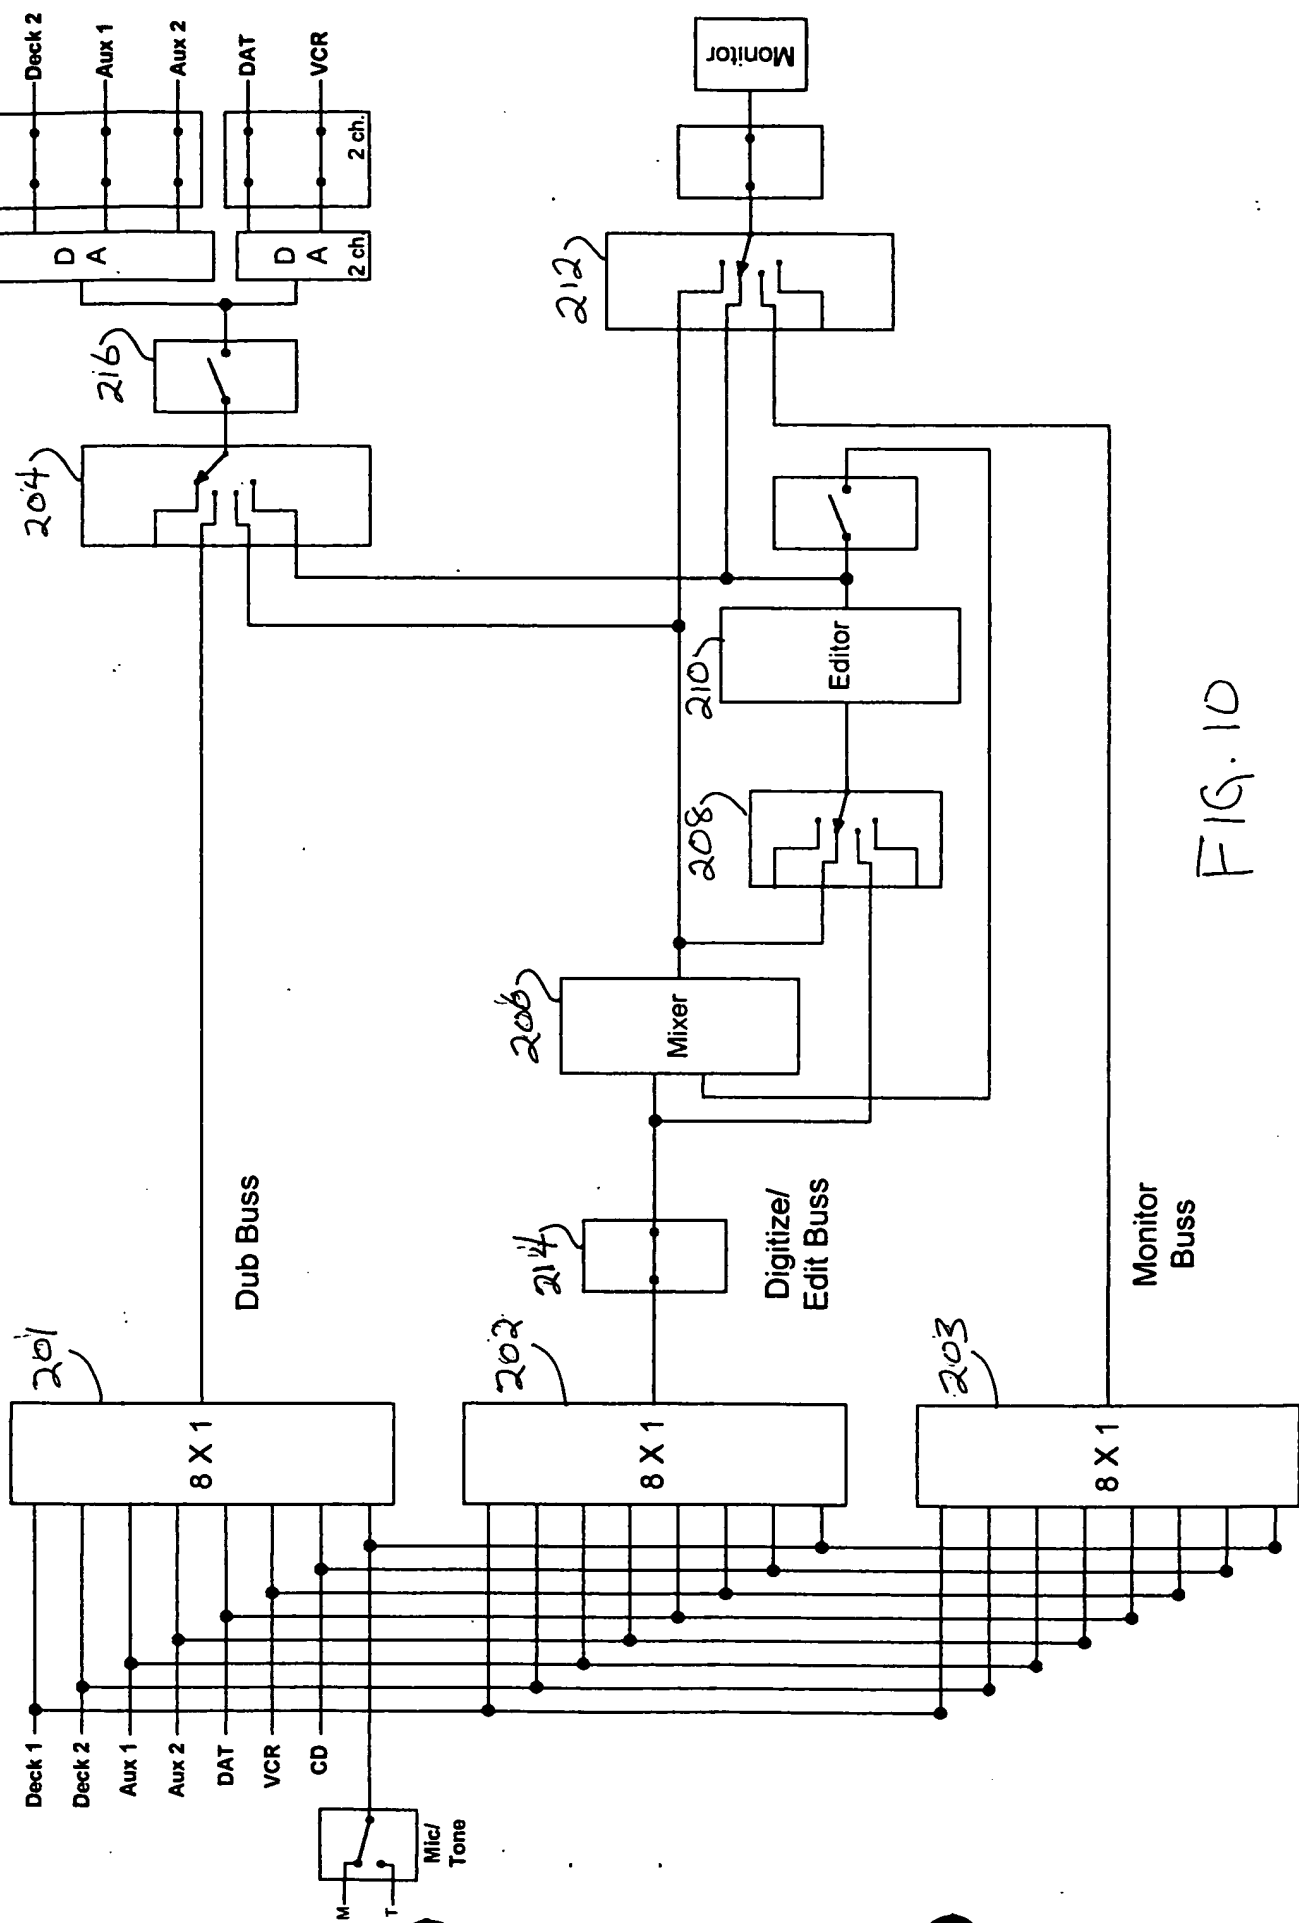 Deck 1
Deck 2
Aux 1
Aux 2
DAT
VCR
CD
M
T
Mic/
Tone
201
8 X 1
Dub Buss
202
8 X 1
214
Digitize/
Edit Buss
203
8 X 1
Monitor
Buss
206
Mixer
208
210
Editor
204
216
212
Monitor
D
A
D
A
2 ch.
2 ch.
Deck 2
Aux 1
Aux 2
DAT
VCR
FIG. 10